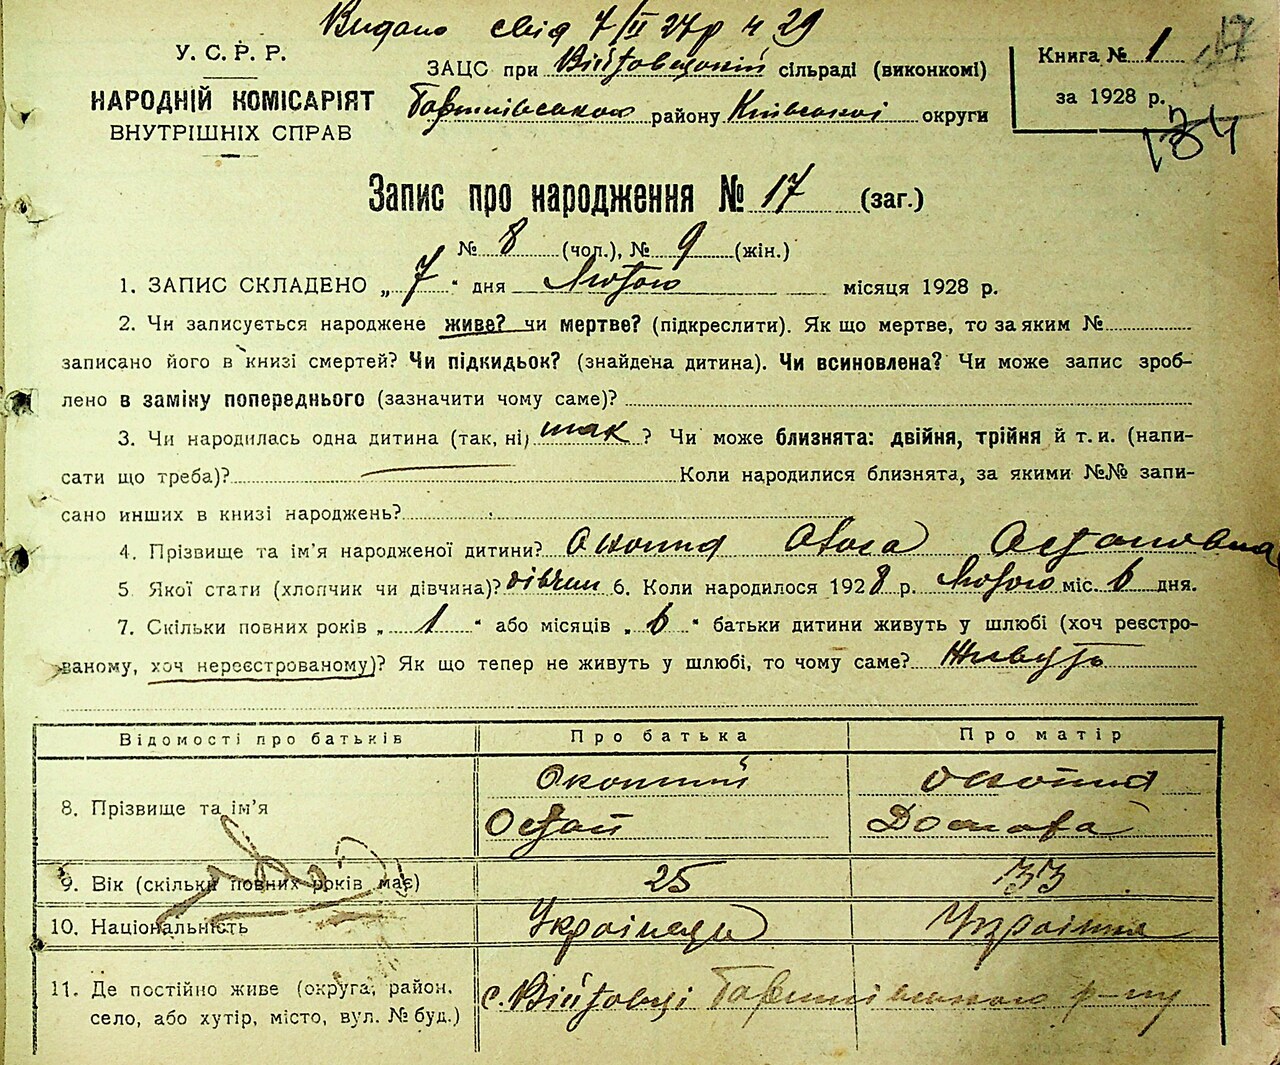 Видано свід 7/II 27р ч 29
У. С. Р. Р.
НАРОДНІЙ КОМІСАРІЯТ
ВНУТРІШНІХ СПРАВ
ЗАЦС при Війтовецькій сільраді (виконкомі)
району Київської округи
Книга № 1
за 1928 р.
17
134
Запис про народження № 17 (заг.)
№ 8 (чол.), № 9 (жін.)
1. ЗАПИС СКЛАДЕНО „ 7 “ дня Лютого місяця 1928 р.
2. Чи записується народжене живе? чи мертве? (підкреслити). Як що мертве, то за яким №
записано його в книзі смертей? Чи підкидьок? (знайдена дитина). Чи всиновлена? Чи може запис зроб-
лено в заміну попереднього (зазначити чому саме)?
3. Чи народилась одна дитина (так, ні) так ? Чи може близнята: двійня, трійня й т. и. (напи-
сати що треба)? Коли народилися близнята, за якими №№ запи-
сано инших в книзі народжень?
4. Прізвище та ім’я народженої дитини? Остаповна
5. Якої стати (хлопчик чи дівчина)? дівчин 6. Коли народилося 1928 р. Лютого міс. 6 дня.
7. Скільки повних років „ 1 “ або місяців „ 6 “ батьки дитини живуть у шлюбі (хоч реєстро-
ваному, хоч нереєстрованому)? Як що тепер не живуть у шлюбі, то чому саме? Живуть
Відомості про батьків Про батька Про матір
8. Прізвище та ім’я
Остап
9. Вік (скільки повних років має) 25 33
10. Національність Українець Українка
11. Де постійно живе (округа, район, село, або хутір, місто, вул. № буд.) с. Війтовці р-ну